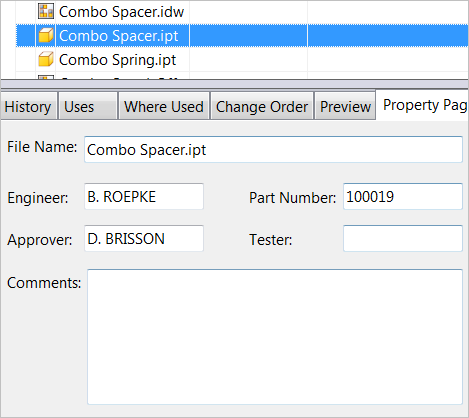 Combo Spacer.idw
Combo Spacer.ipt
Combo Spring.ipt
History Uses Where Used Change Order Preview Property Pag
File Name: Combo Spacer.ipt
Engineer: B. ROEPKE Part Number: 100019
Approver: D. BRISSON Tester:
Comments: